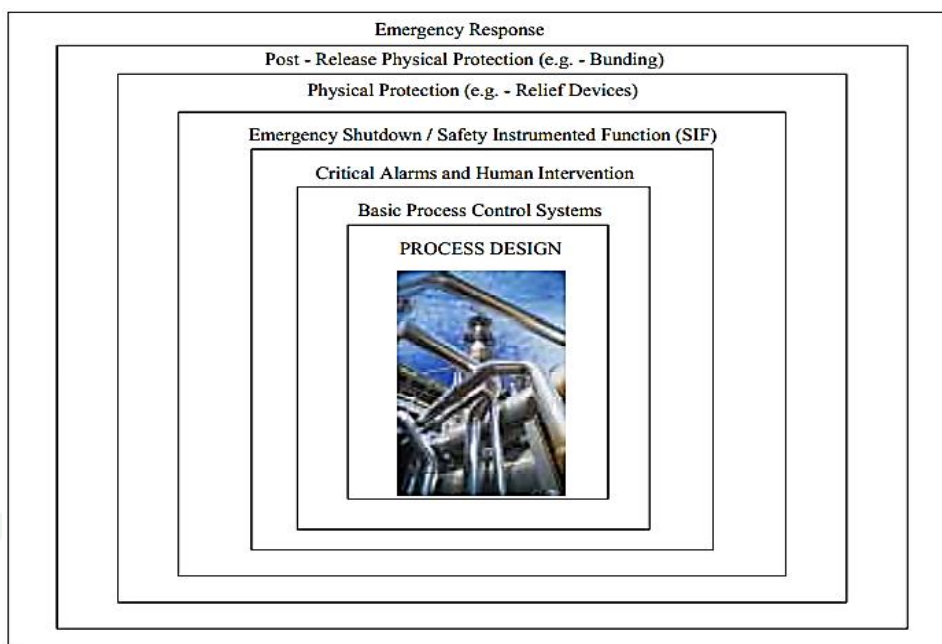 Emergency Response
Post - Release Physical Protection (e.g. - Bunding)
Physical Protection (e.g. - Relief Devices)
Emergency Shutdown / Safety Instrumented Function (SIF)
Critical Alarms and Human Intervention
Basic Process Control Systems
PROCESS DESIGN